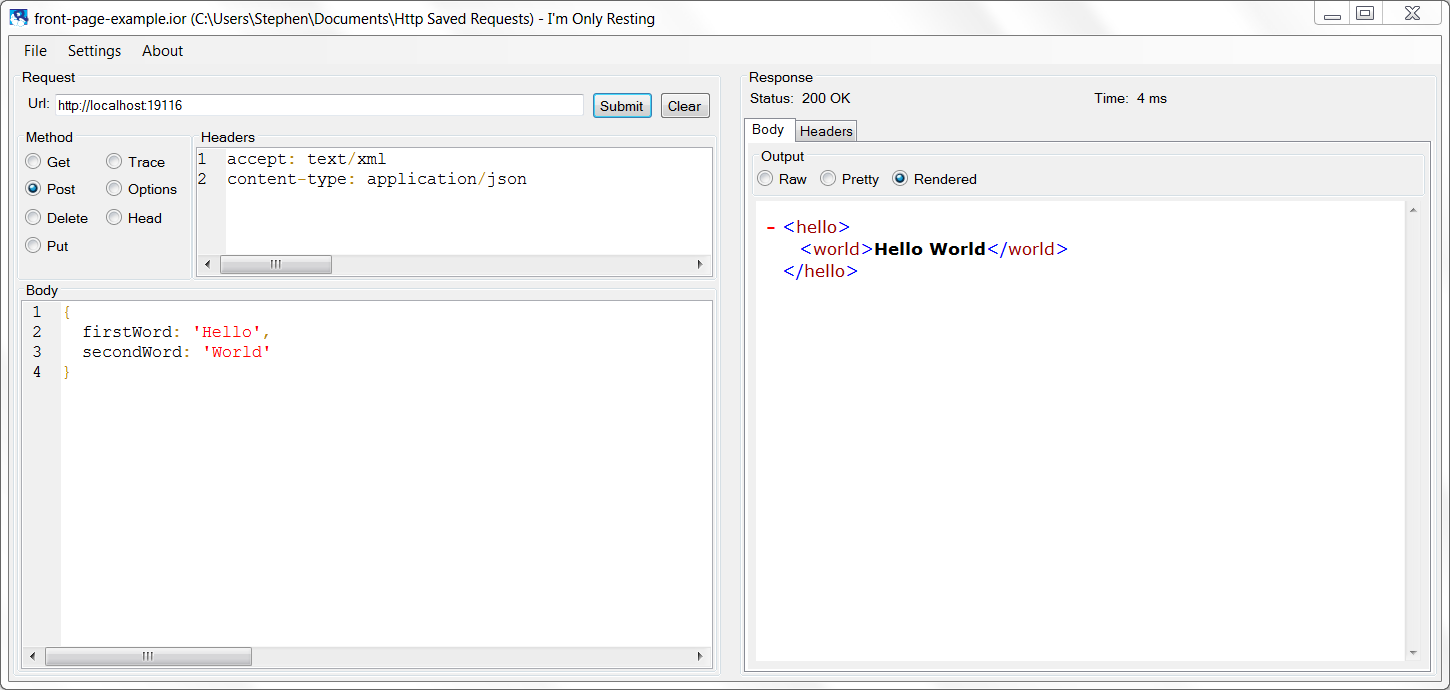 front-page-example.ior (C:\Users\Stephen\Documents\Http Saved Requests) - I'm Only Resting
File Settings About
Request
Url: http://localhost:19116 Submit Clear
Method
Get Trace
Post Options
Delete Head
Put
Headers
1 accept: text/xml
2 content-type: application/json
Body
1 {
2 firstWord: 'Hello',
3 secondWord: 'World'
4 }
Response
Status: 200 OK Time: 4 ms
Body Headers
Output
Raw Pretty Rendered
- <hello>
<world>Hello World</world>
</hello>